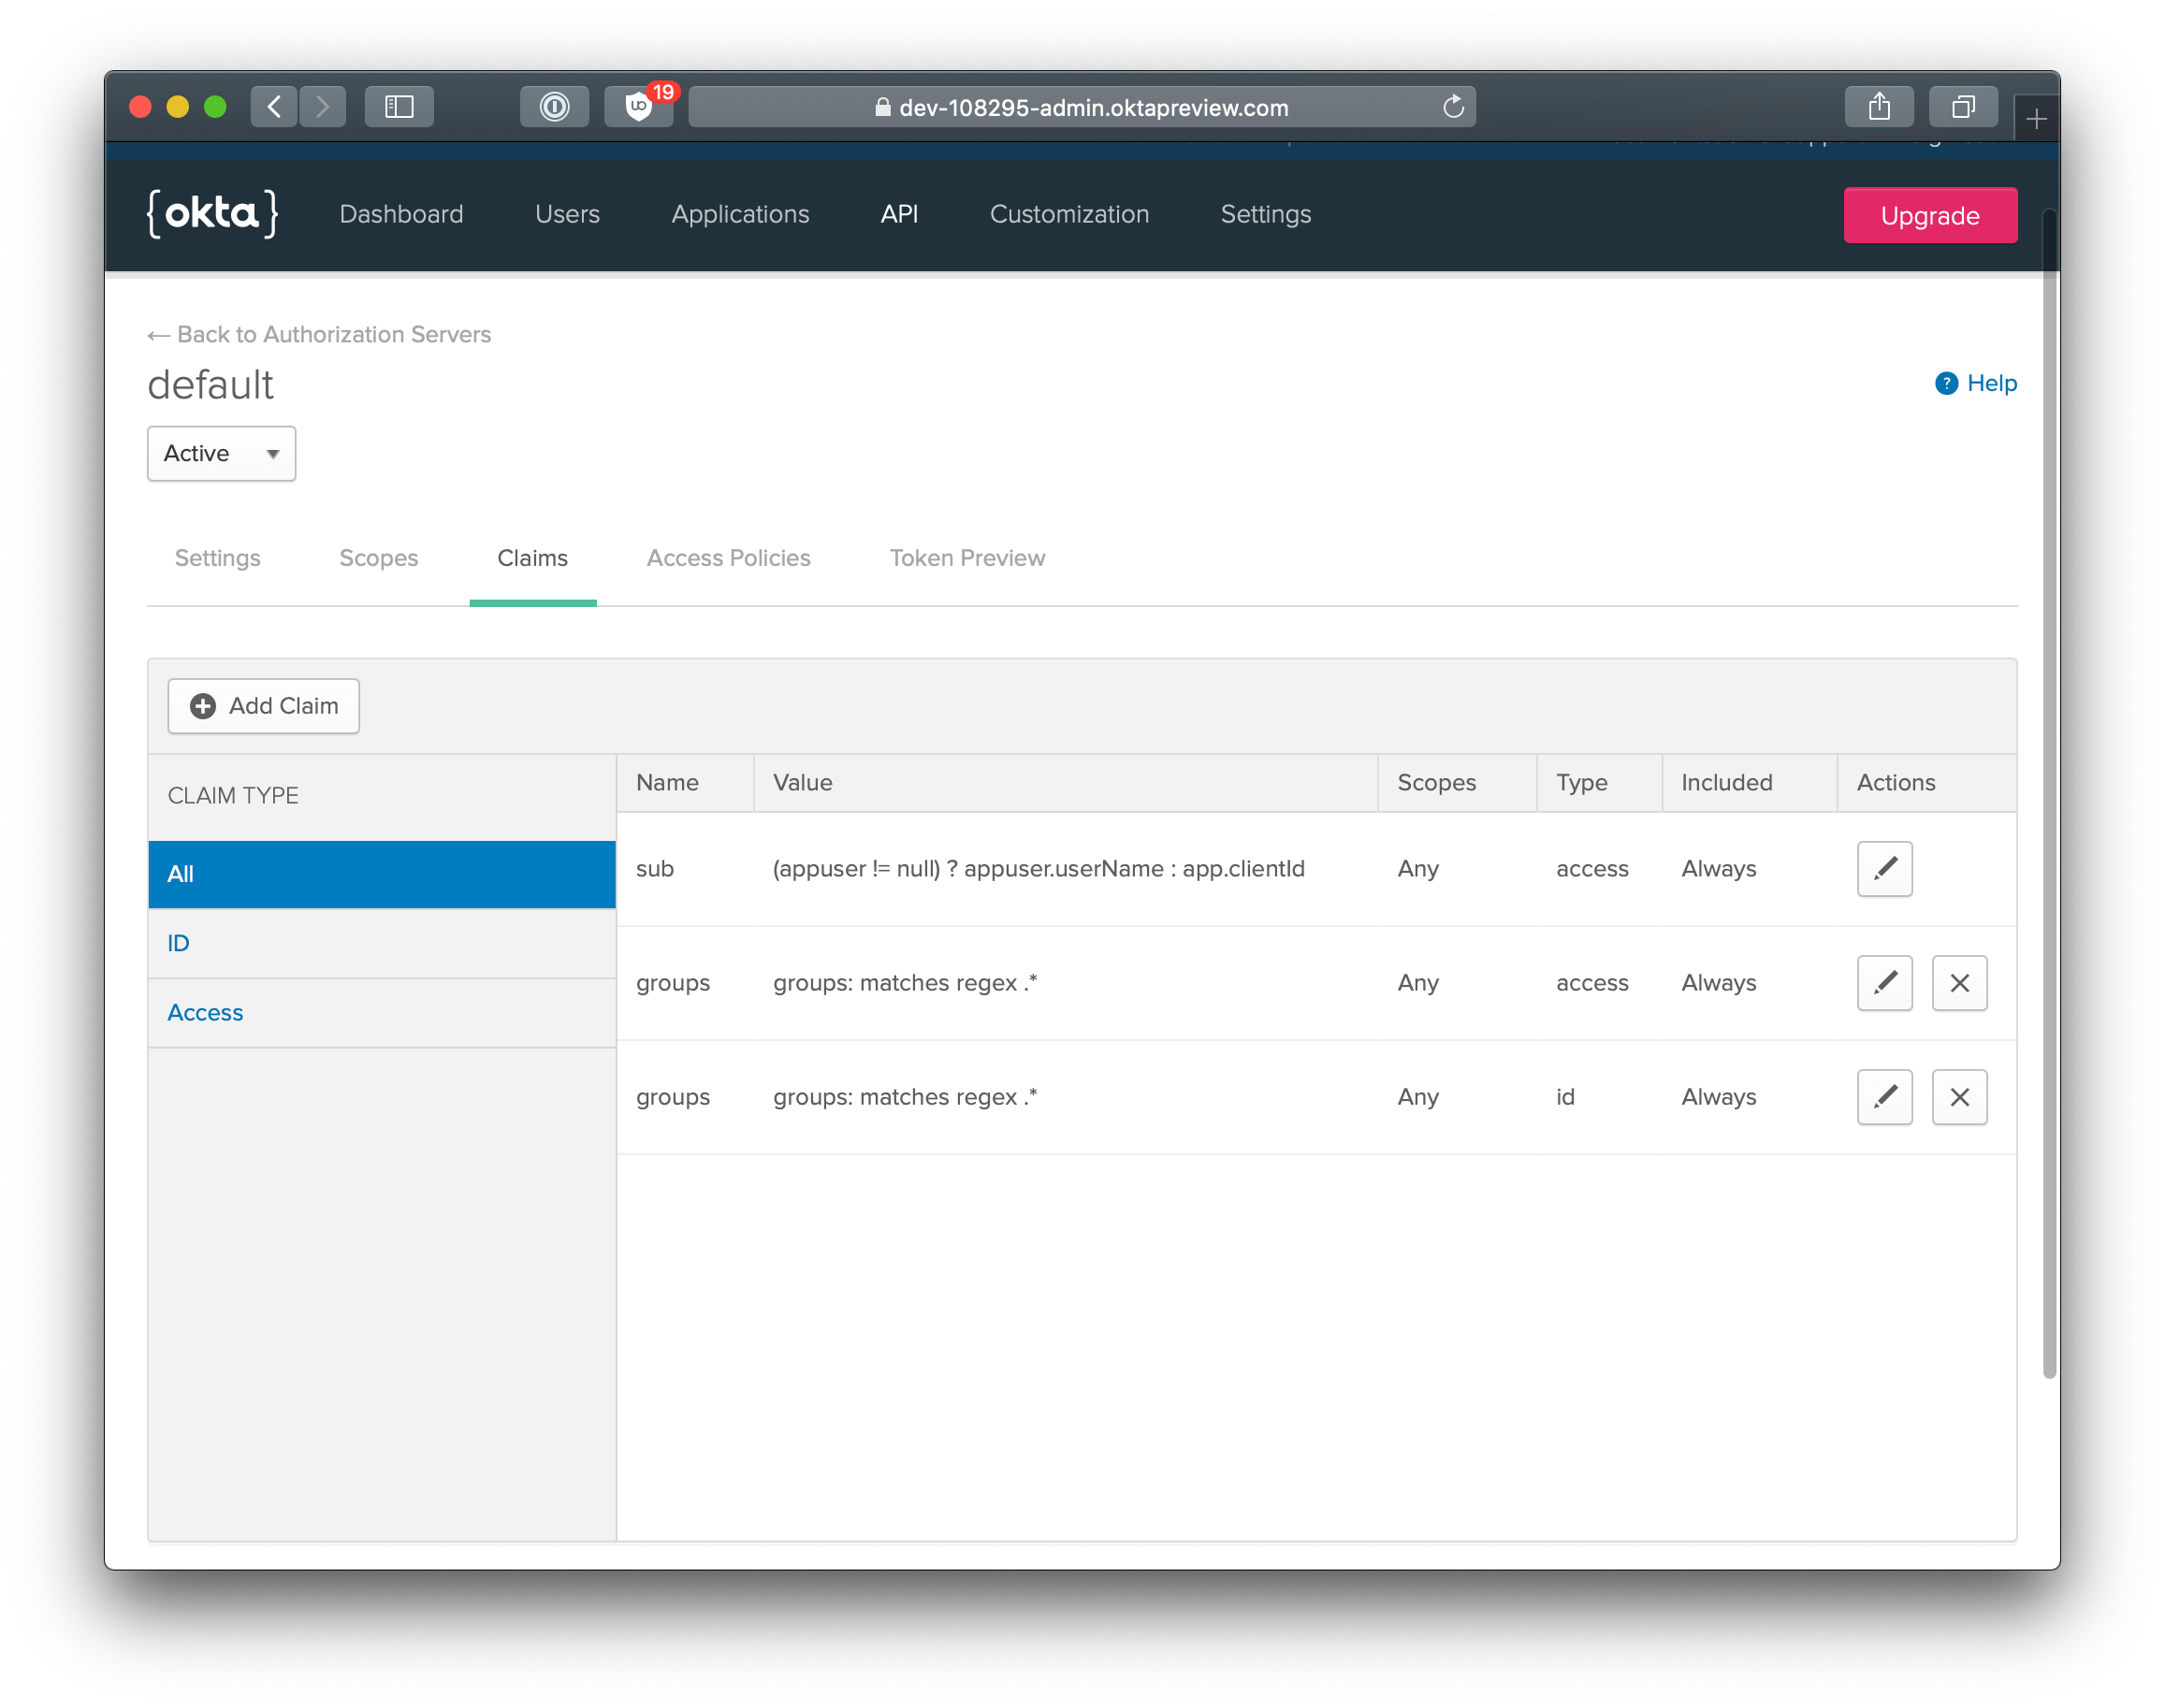 19
dev-108295-admin.oktapreview.com
{okta} Dashboard Users Applications API Customization Settings Upgrade
← Back to Authorization Servers
default
? Help
Active
Settings Scopes Claims Access Policies Token Preview
Add Claim
CLAIM TYPE
All
ID
Access
Name Value Scopes Type Included Actions
sub (appuser != null) ? appuser.userName : app.clientId Any access Always
groups groups: matches regex .* Any access Always
groups groups: matches regex .* Any id Always